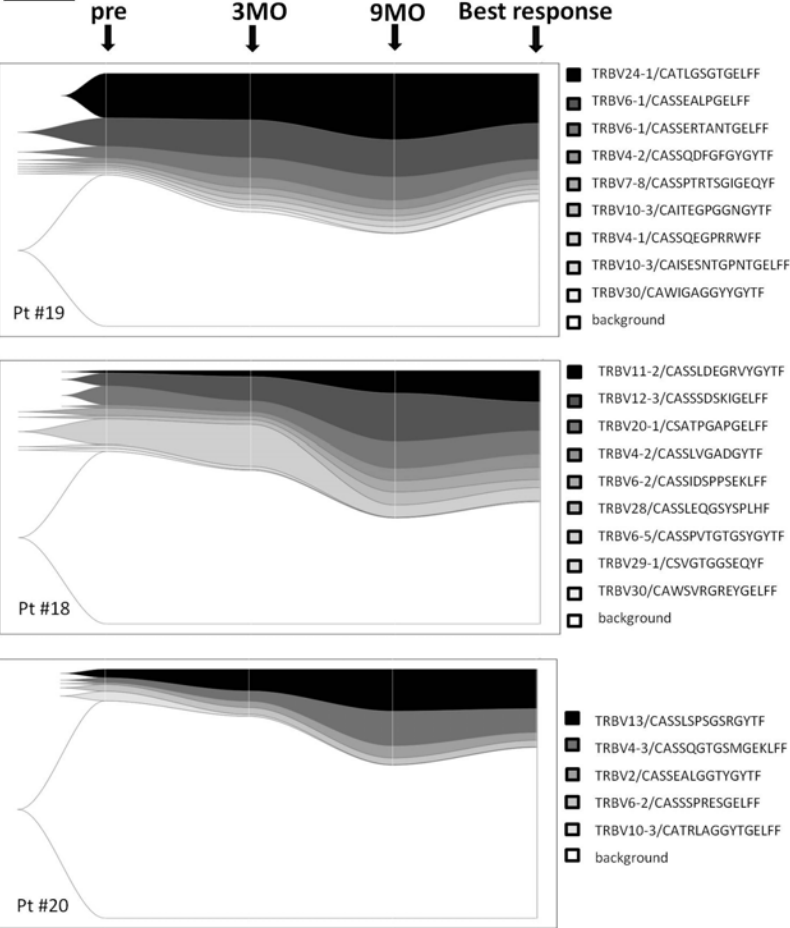 pre 3MO 9MO Best response
TRBV24-1/CATLGSGTGELFF
TRBV6-1/CASSEALPGELFF
TRBV6-1/CASSERTANTGELFF
TRBV4-2/CASSQDFGFGYGYTF
TRBV7-8/CASSPTRTSGIGEQYF
TRBV10-3/CAITEGPGGNGYTF
TRBV4-1/CASSQEGPRRWFF
TRBV10-3/CAISESNTGPNTGELFF
TRBV30/CAWIGAGGYYGYTF
background
Pt #19
TRBV11-2/CASSLDEGRVYGYTF
TRBV12-3/CASSSDSKIGELFF
TRBV20-1/CSATPGAPGELFF
TRBV4-2/CASSLVGADGYTF
TRBV6-2/CASSIDSPPSEKLFF
TRBV28/CASSLEQGSYSPLHF
TRBV6-5/CASSPVTGTGSYGYTF
TRBV29-1/CSVGTGGSEQYF
TRBV30/CAWSVRGREYGELFF
background
Pt #18
TRBV13/CASSLSPSGSRGYTF
TRBV4-3/CASSQGTGSMGEKLFF
TRBV2/CASSEALGGTYGYTF
TRBV6-2/CASSSPRESGELFF
TRBV10-3/CATRLAGGYTGELFF
background
Pt #20